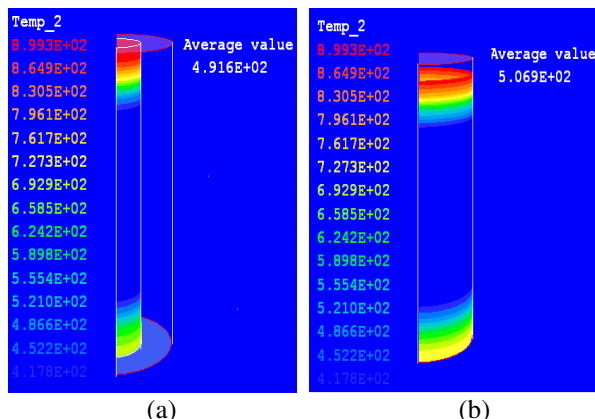 Temp_2
8.993E+02
8.649E+02
8.305E+02
7.961E+02
7.617E+02
7.273E+02
6.929E+02
6.585E+02
6.242E+02
5.898E+02
5.554E+02
5.210E+02
4.866E+02
4.522E+02
4.178E+02
Average value
4.916E+02
(a)
Temp_2
8.993E+02
8.649E+02
8.305E+02
7.961E+02
7.617E+02
7.273E+02
6.929E+02
6.585E+02
6.242E+02
5.898E+02
5.554E+02
5.210E+02
4.866E+02
4.522E+02
4.178E+02
Average value
5.069E+02
(b)